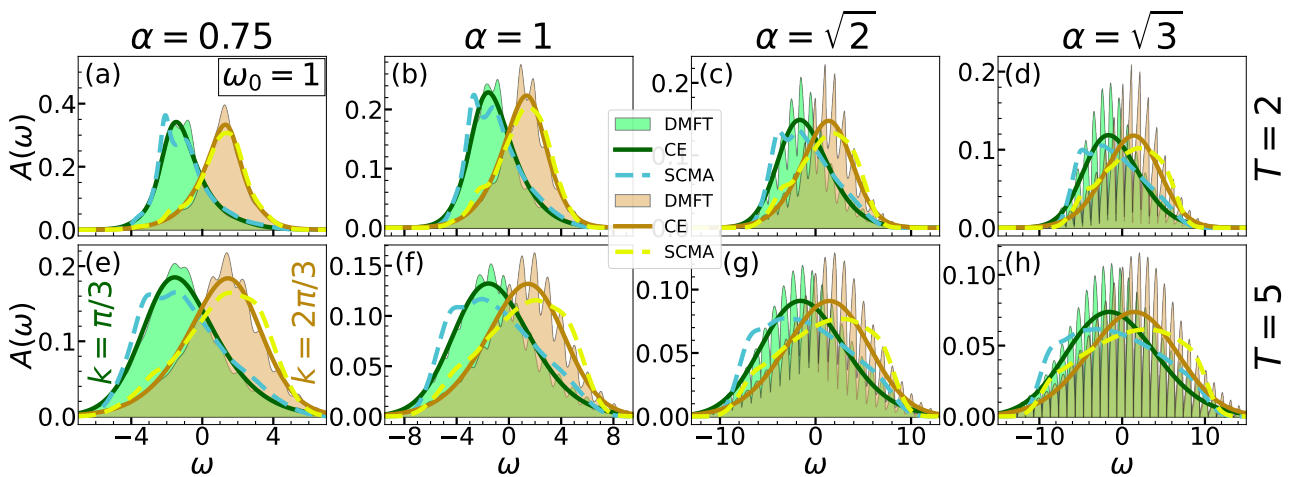 α = 0.75
α = 1
α = √2
α = √3
(a)
ω₀ = 1
(b)
(c)
(d)
A(ω)
0.4
0.2
0.0
0.2
0.1
0.0
0.2
0.1
0.2
0.1
0.0
T = 2
DMFT
CE
SCMA
DMFT
CE
SCMA
(e)
(f)
(g)
(h)
A(ω)
k = π/3
k = 2π/3
0.2
0.1
0.0
0.15
0.10
0.05
0.00
0.10
0.05
0.00
0.10
0.05
0.00
T = 5
−4 0 4
−8 −4 0 4 8
−10 0 10
−10 0 10
ω
ω
ω
ω